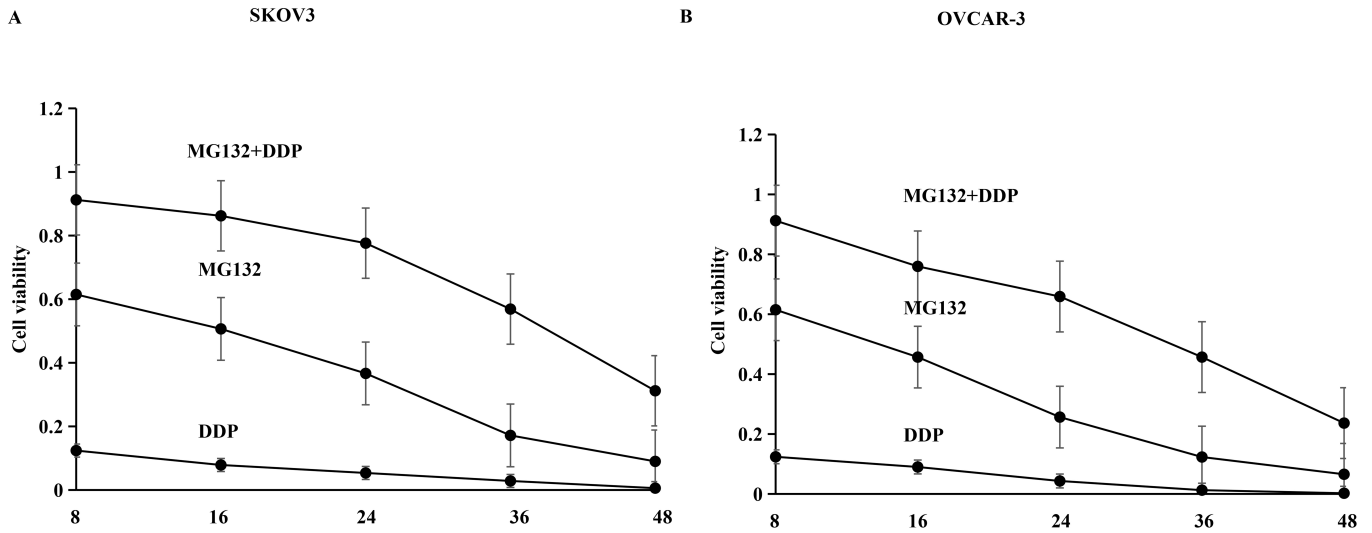 A
SKOV3
Cell viability
1.2
1
0.8
0.6
0.4
0.2
0
MG132+DDP
MG132
DDP
8
16
24
36
48
B
OVCAR-3
Cell viability
1.2
1
0.8
0.6
0.4
0.2
0
MG132+DDP
MG132
DDP
8
16
24
36
48